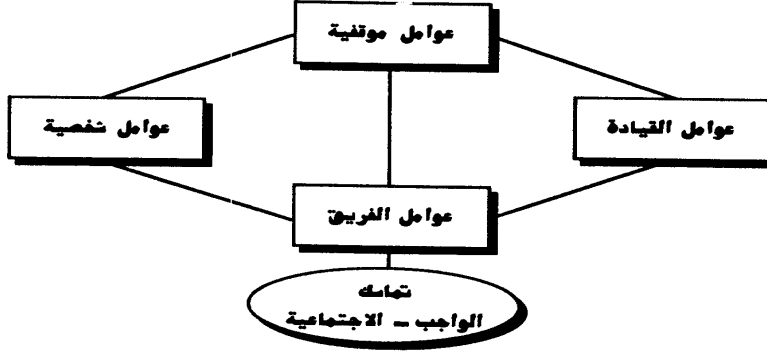 عوامل موقفية
عوامل القيادة
عوامل شخصية
عوامل الفريق
تماسك
الواجب – الاجتماعية